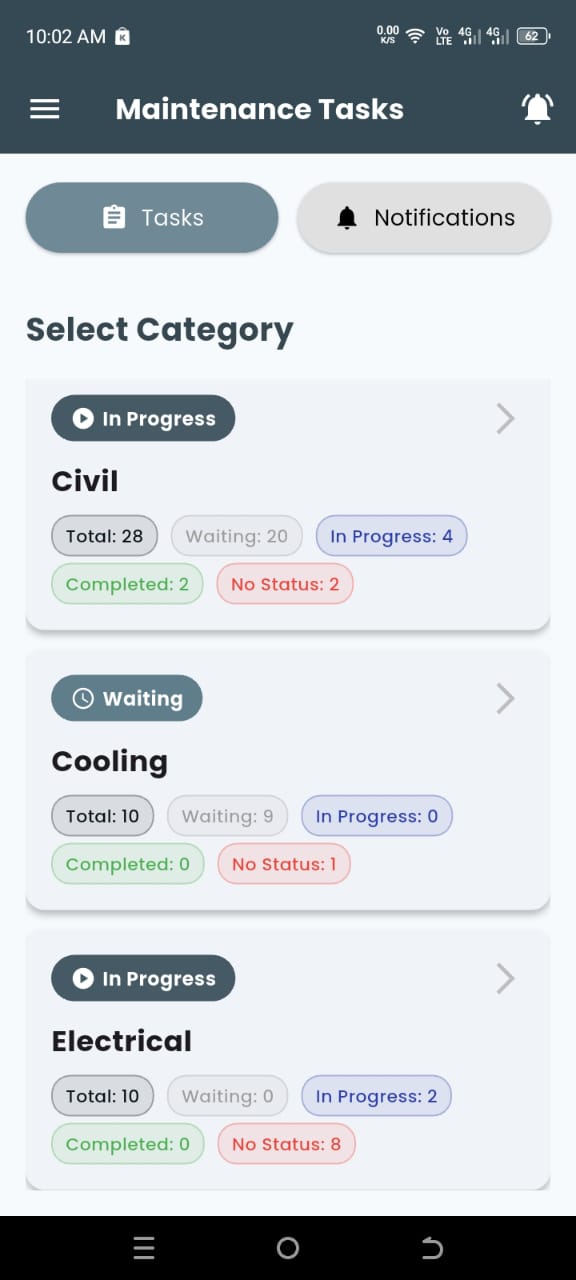 10:02 AM K 0.00 K/S Vo LTE 4G 4G 62
Maintenance Tasks
Tasks Notifications
Select Category
In Progress
Civil
Total: 28 Waiting: 20 In Progress: 4
Completed: 2 No Status: 2
Waiting
Cooling
Total: 10 Waiting: 9 In Progress: 0
Completed: 0 No Status: 1
In Progress
Electrical
Total: 10 Waiting: 0 In Progress: 2
Completed: 0 No Status: 8